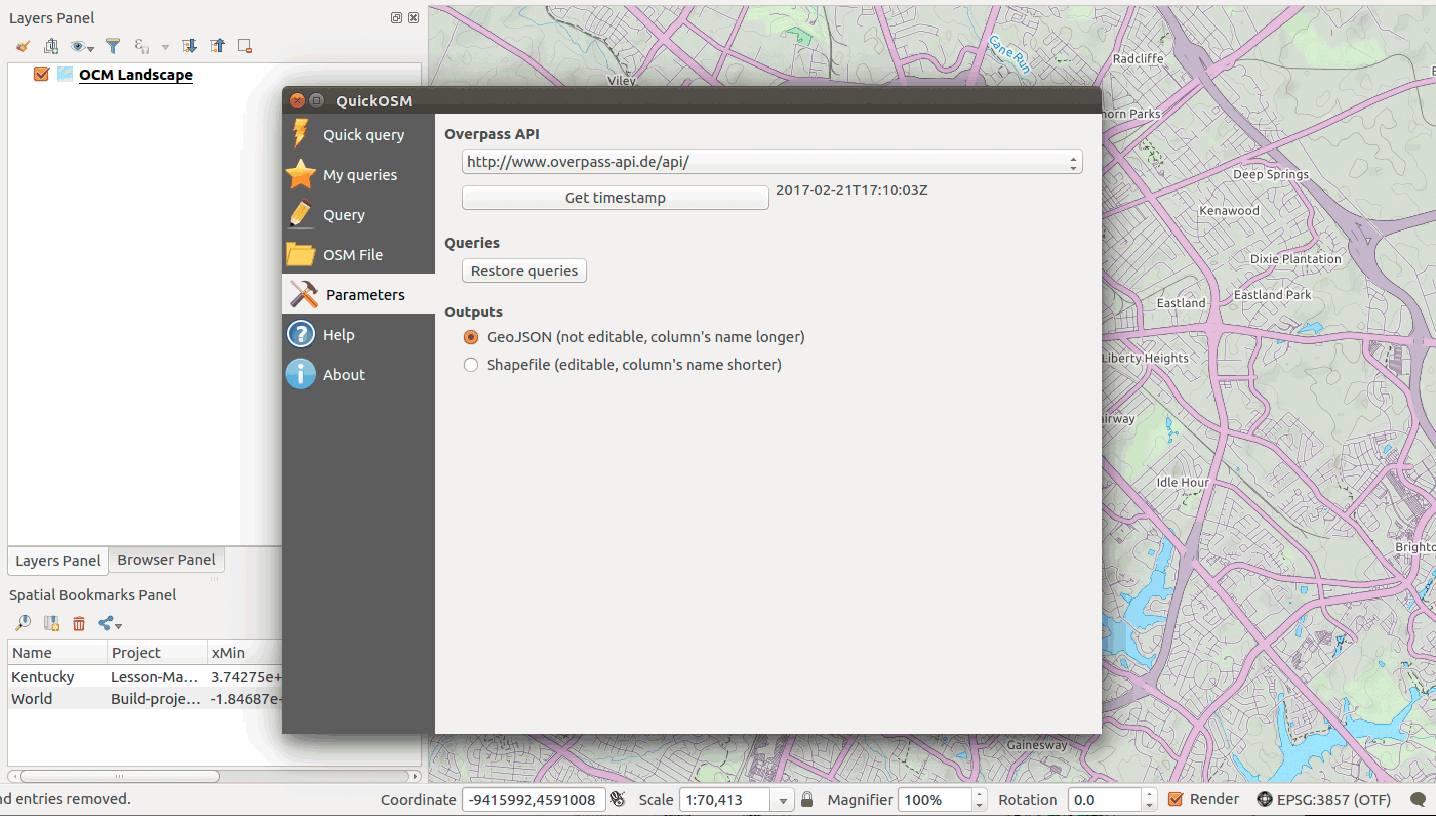 Layers Panel
OCM Landscape
Layers Panel
Browser Panel
Spatial Bookmarks Panel
Name Project xMin
Kentucky Lesson-Ma... 3.74275e+
World Build-proje... -1.84687e+
QuickOSM
Quick query
My queries
Query
OSM File
Parameters
Help
About
Overpass API
http://www.overpass-api.de/api/
Get timestamp
2017-02-21T17:10:03Z
Queries
Restore queries
Outputs
GeoJSON (not editable, column's name longer)
Shapefile (editable, column's name shorter)
Viley
Cane Run
Radcliffe
horn Parks
Deep Springs
Kenawood
Dixie Plantation
Eastland
Eastland Park
Liberty Heights
airway
Idle Hour
Brighto
Gainesway
nd entries removed.
Coordinate -9415992,4591008
Scale 1:70,413
Magnifier 100%
Rotation 0.0
Render
EPSG:3857 (OTF)